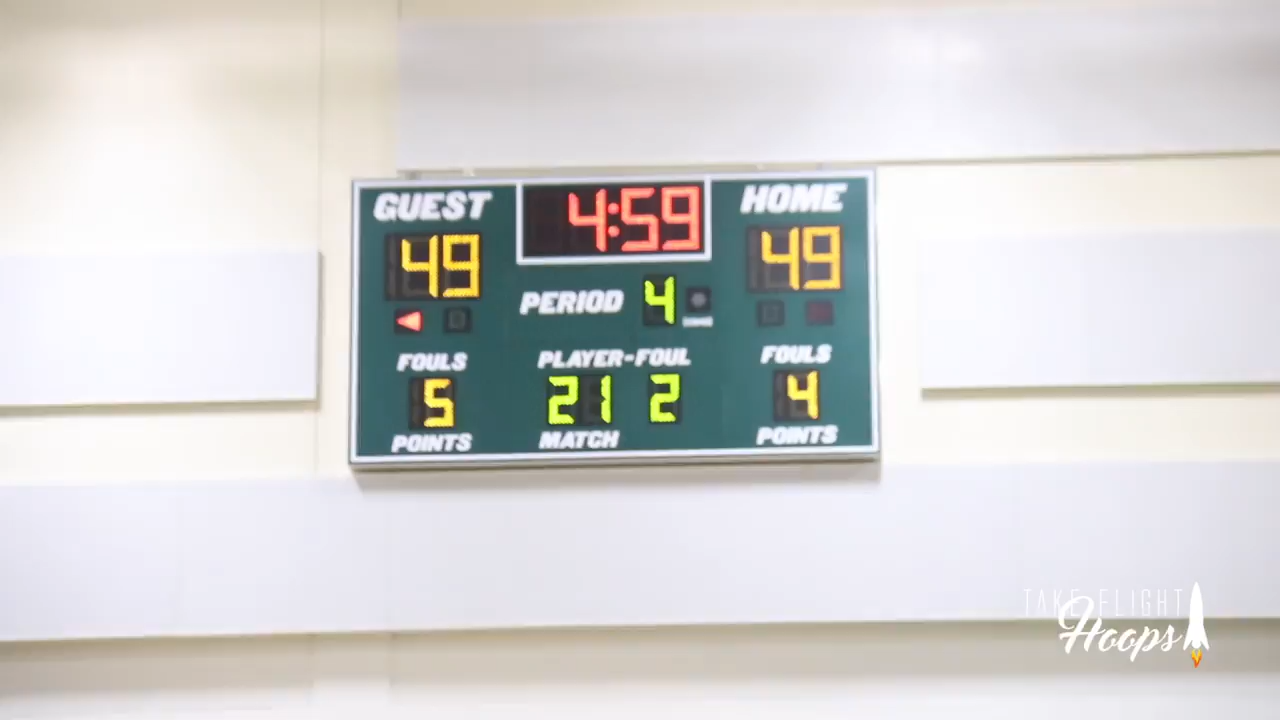 GUEST 4:59 HOME
49 49
PERIOD 4
FOULS PLAYER-FOUL FOULS
5 21 2 4
POINTS MATCH POINTS
TAKE FLIGHT
Hoops